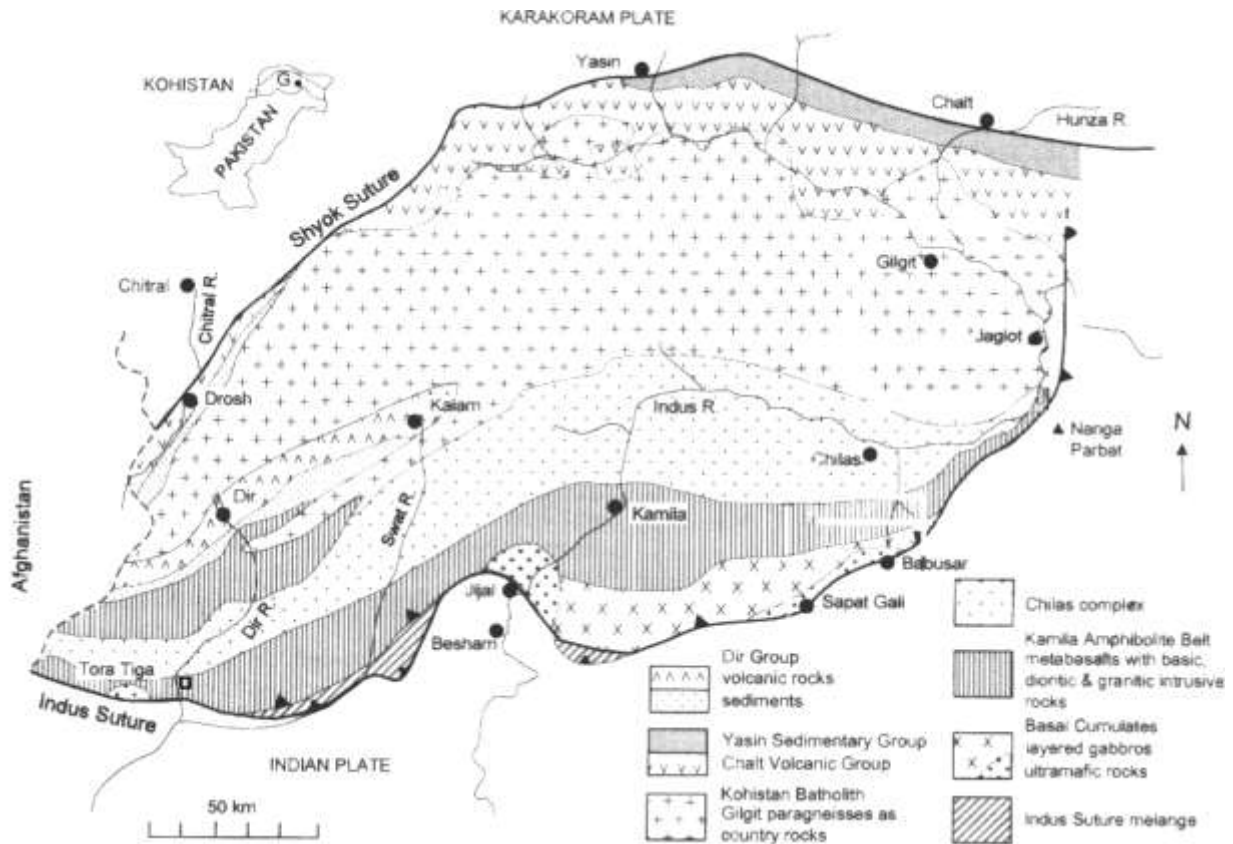 KARAKORAM PLATE
Yasin
KOHISTAN
G
PAKISTAN
Chalt
Hunza R.
Shyok Suture
Chitral
Chitral R.
Gilgit
Jaglot
Drosh
Kalam
Indus R.
N
Nanga
Parbat
Chilas
Dir
Swat R.
Kamila
Afghanistan
Babusar
Jijal
Sapat Gali
Dir R.
Besham
Tora Tiga
Indus Suture
INDIAN PLATE
50 km
Dir Group
volcanic rocks
sediments
Yasin Sedimentary Group
Chalt Volcanic Group
Kohistan Batholith
Gilgit paragneisses as
country rocks
Chilas complex
Kamila Amphibolite Belt
metabasalts with basic,
dioritic & granitic intrusive
rocks
Basal Cumulates
layered gabbros
ultramafic rocks
Indus Suture melange